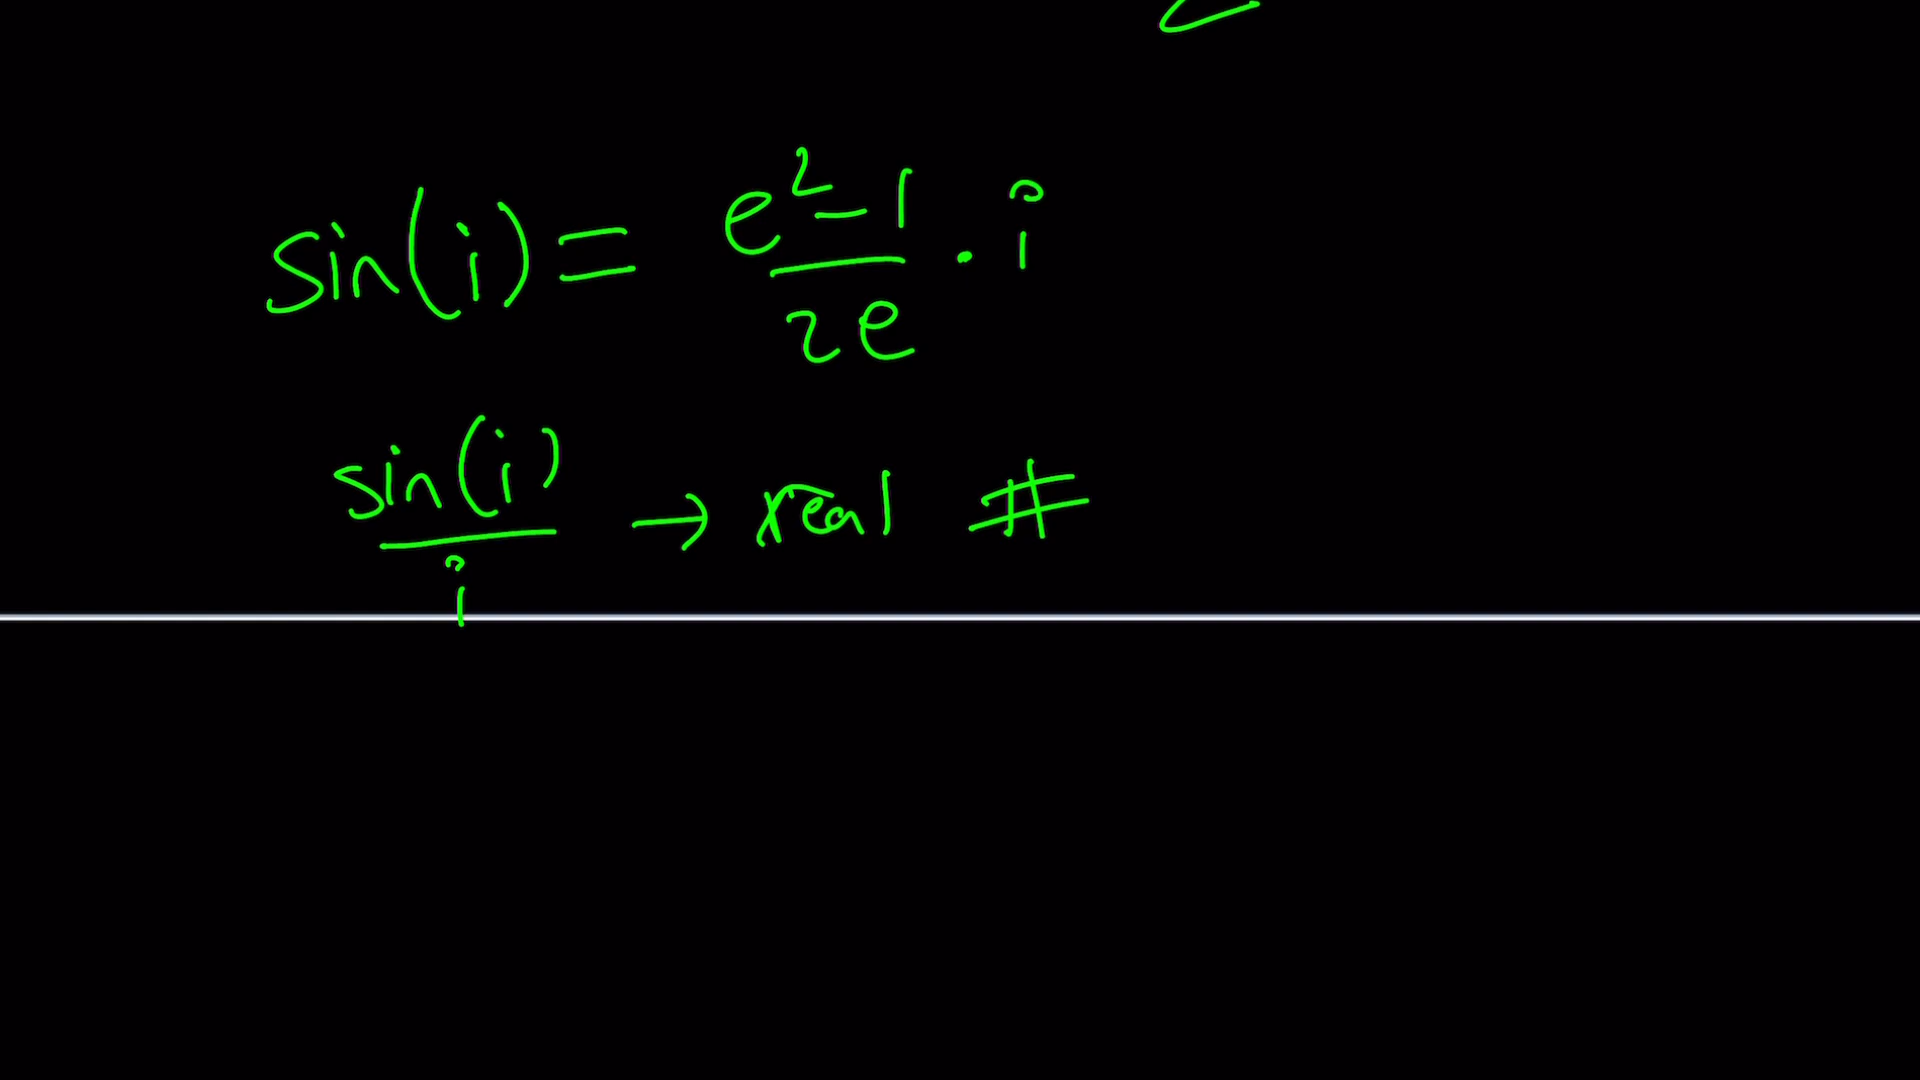 sin(i) = e²-1/2e · i
sin(i)/i → real #